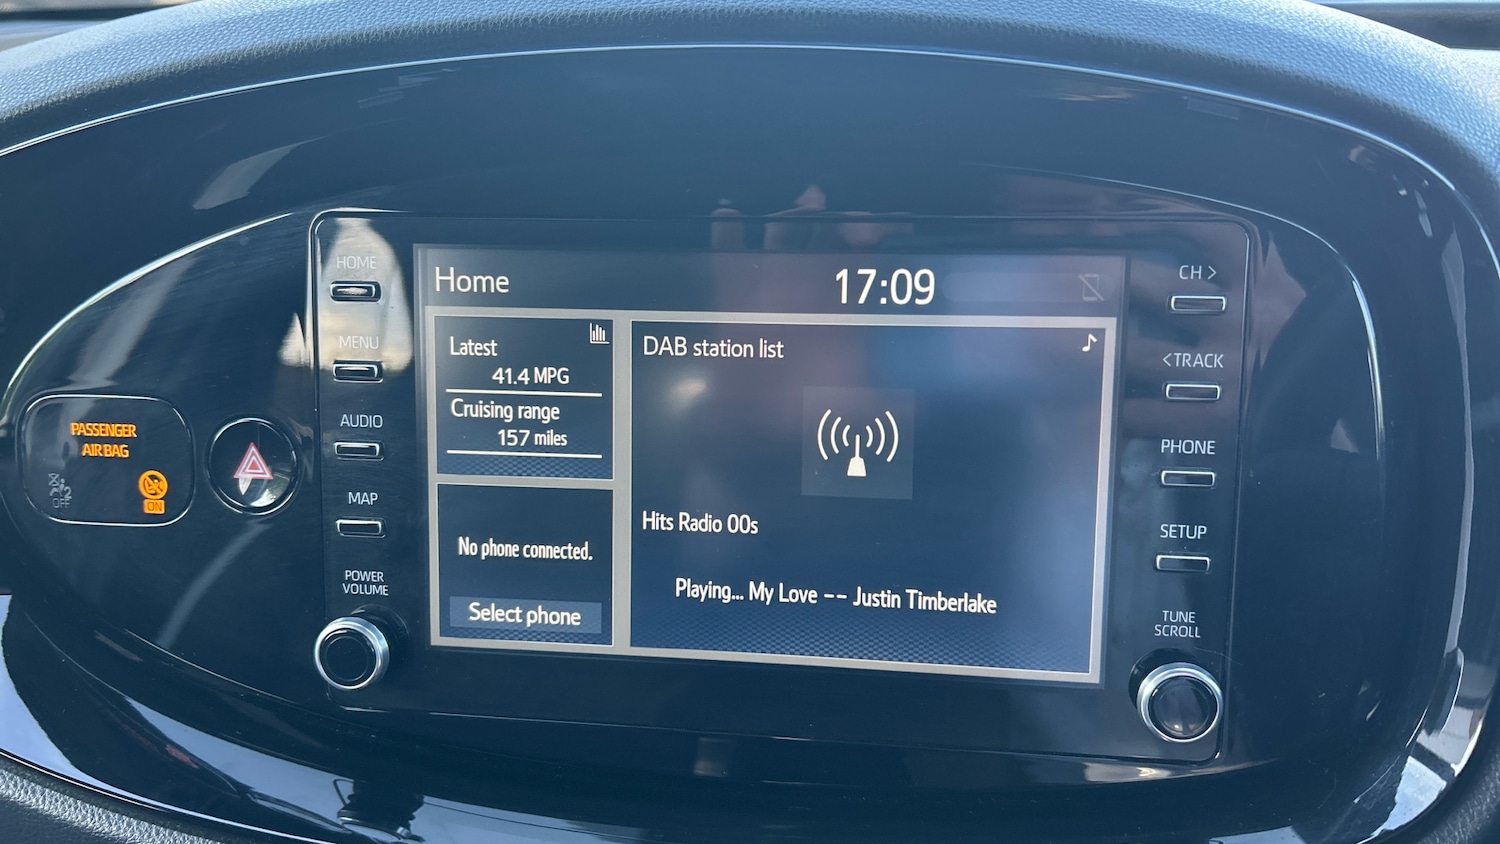 HOME
MENU
AUDIO
MAP
POWER
VOLUME
PASSENGER
AIR BAG
2
OFF
ON
Home
17:09
Latest
41.4 MPG
Cruising range
157 miles
No phone connected.
Select phone
DAB station list
Hits Radio 00s
Playing... My Love -- Justin Timberlake
CH >
<TRACK
PHONE
SETUP
TUNE
SCROLL